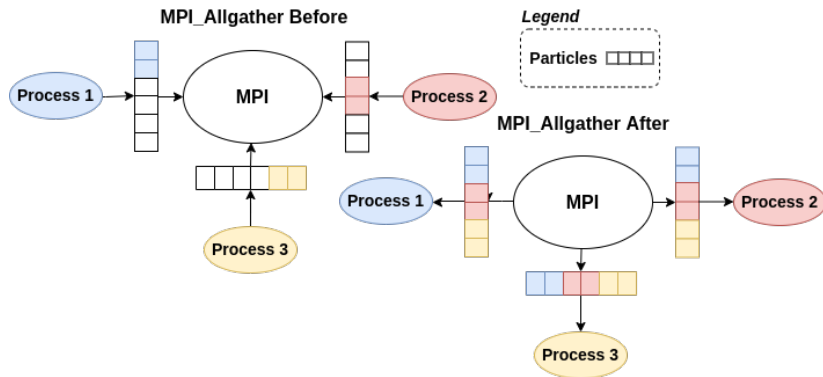 MPI_Allgather Before
Legend
Particles
Process 1
MPI
Process 2
Process 3
MPI_Allgather After
Process 1
MPI
Process 2
Process 3